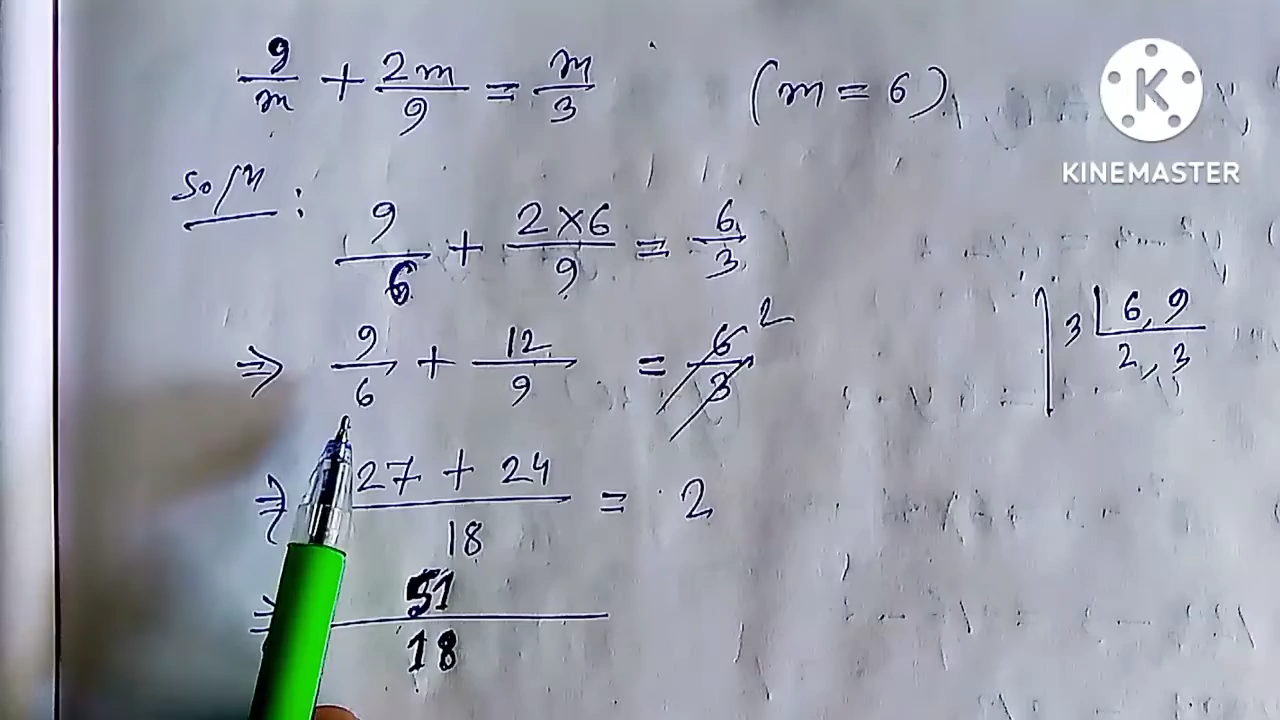 9/m + 2m/9 = m/3 (m = 6)
K
KINEMASTER
Soln :
9/6 + 2×6/9 = 6/3
⇒ 9/6 + 12/9 = 6/3 2
3 | 6, 9
2, 3
⇒ 27 + 24/18 = 2
⇒ 51/18